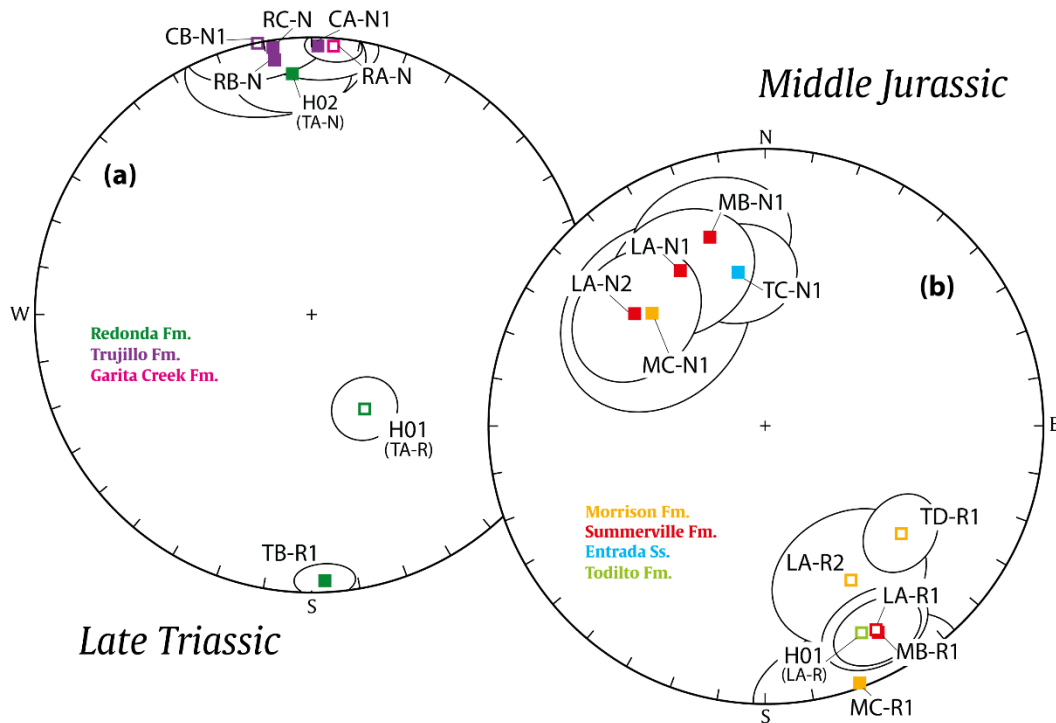 RC-N
CA-N1
CB-N1
RB-N
RA-N
H02
(TA-N)
(a)
W
Redonda Fm.
Trujillo Fm.
Garita Creek Fm.
H01
(TA-R)
TB-R1
S
Late Triassic
Middle Jurassic
N
MB-N1
LA-N1
LA-N2
TC-N1
(b)
MC-N1
E
Morrison Fm.
Summerville Fm.
Entrada Ss.
Todilto Fm.
TD-R1
LA-R2
LA-R1
H01
(LA-R)
MB-R1
MC-R1
S